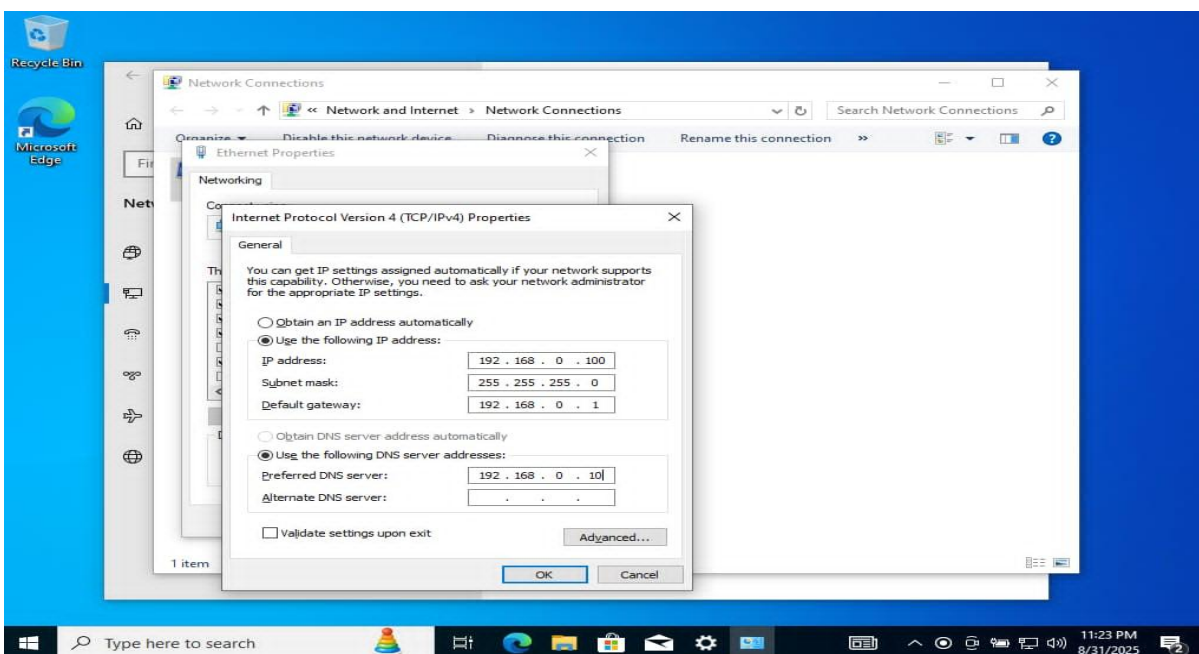 Recycle Bin
Microsoft
Edge
Network Connections
« Network and Internet › Network Connections
Search Network Connections
Organize
Disable this network device
Diagnose this connection
Rename this connection
»
Ethernet Properties
Networking
Internet Protocol Version 4 (TCP/IPv4) Properties
General
You can get IP settings assigned automatically if your network supports
this capability. Otherwise, you need to ask your network administrator
for the appropriate IP settings.
Obtain an IP address automatically
Use the following IP address:
IP address: 192 . 168 . 0 . 100
Subnet mask: 255 . 255 . 255 . 0
Default gateway: 192 . 168 . 0 . 1
Obtain DNS server address automatically
Use the following DNS server addresses:
Preferred DNS server: 192 . 168 . 0 . 10
Alternate DNS server: . . .
Validate settings upon exit
Advanced...
OK Cancel
1 item
Type here to search
11:23 PM
8/31/2025
2